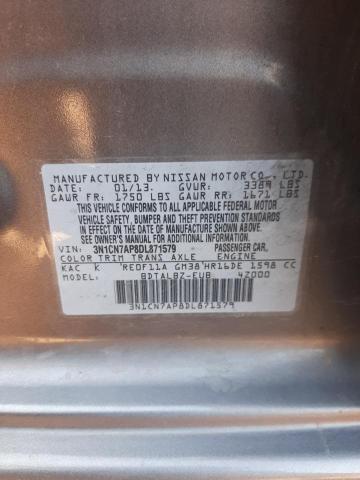 MANUFACTURED BY NISSAN MOTOR CO., LTD.
DATE: 01/13. GVWR: 3389 LBS
GAWR FR: 1750 LBS GAWR RR: 1671 LBS
THIS VEHICLE CONFORMS TO ALL APPLICABLE FEDERAL MOTOR
VEHICLE SAFETY, BUMPER AND THEFT PREVENTION STANDARDS
IN EFFECT ON THE DATE OF MANUFACTURE SHOWN ABOVE.
SEE OWNER'S MANUAL FOR ADDITIONAL INFORMATION.
VIN: 3N1CN7AP8DL871579 PASSENGER CAR
COLOR TRIM TRANS AXLE ENGINE
KAC K RE0F11A GM38 HR16DE 1598 CC
MODEL: BDTALBZ-EUB 4Z000
3N1CN7AP8DL871579